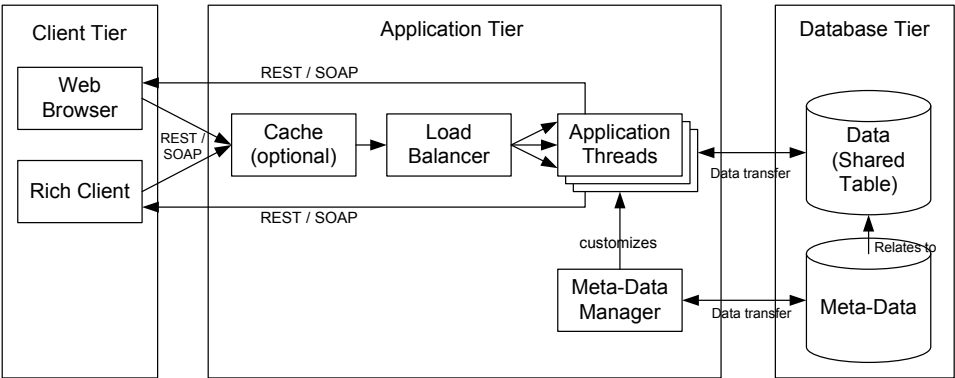 Client Tier
Application Tier
Database Tier
REST / SOAP
Web
Browser
REST /
SOAP
Cache
(optional)
Load
Balancer
Application
Threads
Data
(Shared
Table)
Data transfer
Rich Client
REST / SOAP
customizes
Relates to
Meta-Data
Manager
Data transfer
Meta-Data